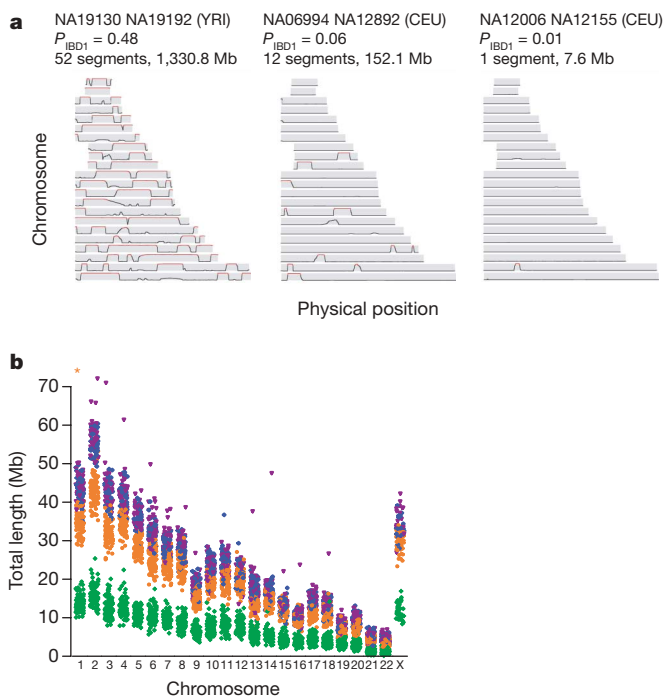 a
NA19130 NA19192 (YRI)
P_IBD1 = 0.48
52 segments, 1,330.8 Mb
NA06994 NA12892 (CEU)
P_IBD1 = 0.06
12 segments, 152.1 Mb
NA12006 NA12155 (CEU)
P_IBD1 = 0.01
1 segment, 7.6 Mb
Chromosome
Physical position
b
Total length (Mb)
70
60
50
40
30
20
10
0
1 2 3 4 5 6 7 8 9 10 11 12 13 14 15 16 17 18 19 20 21 22 X
Chromosome